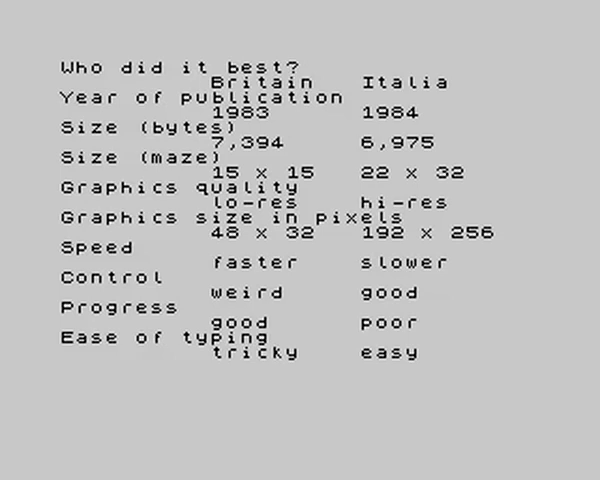 Who did it best?
Britain Italia
Year of publication
1983 1984
Size (bytes)
7,394 6,975
Size (maze)
15 x 15 22 x 32
Graphics quality
lo-res hi-res
Graphics size in pixels
48 x 32 192 x 256
Speed
faster slower
Control
weird good
Progress
good poor
Ease of typing
tricky easy